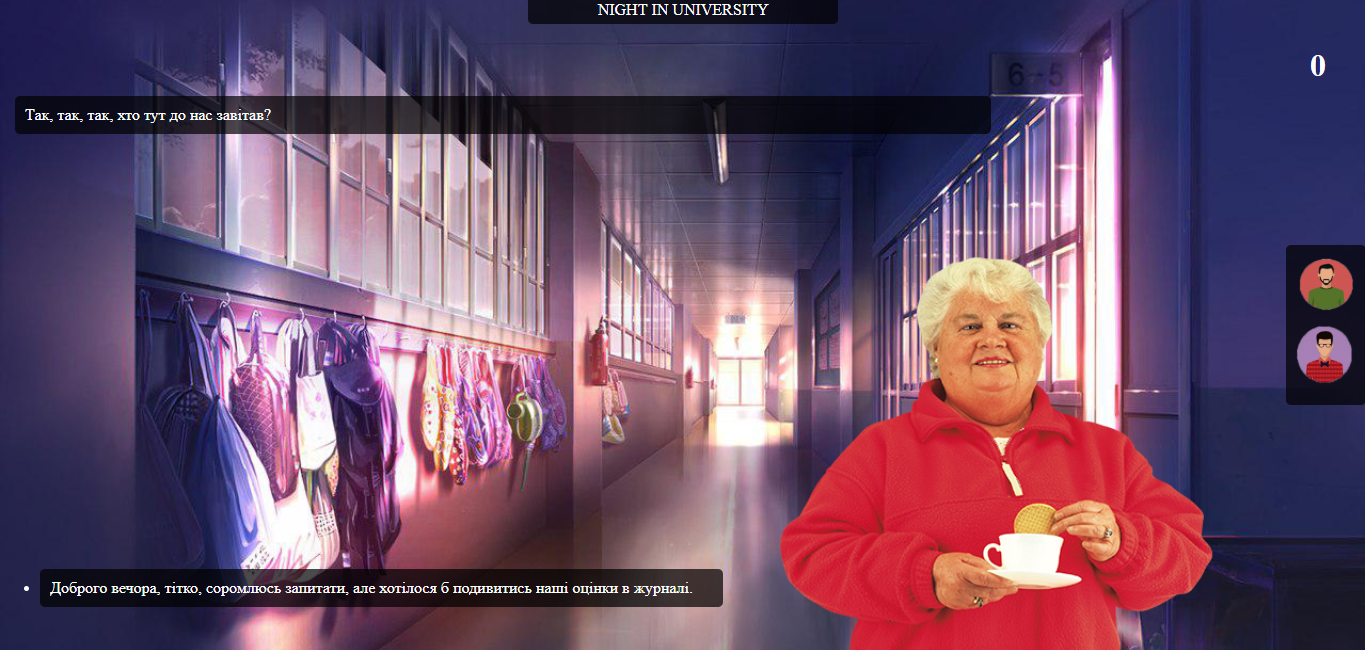 NIGHT IN UNIVERSITY
6-5
0
Так, так, так, хто тут до нас завітав?
Доброго вечора, тітко, соромлюсь запитати, але хотілося б подивитись наші оцінки в журналі.